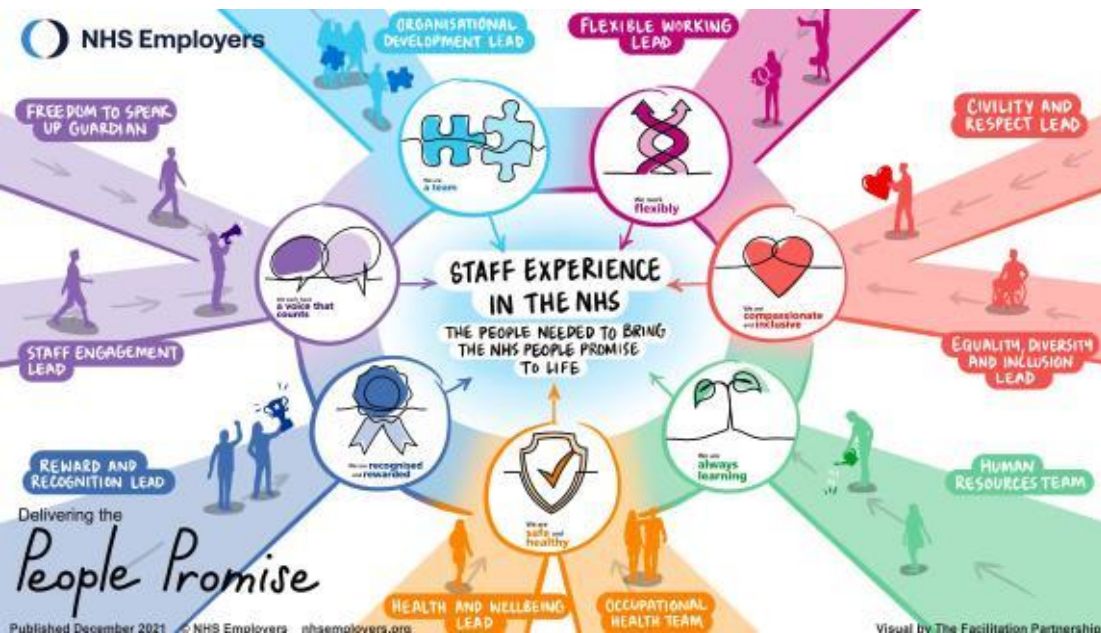 NHS Employers
ORGANISATIONAL
DEVELOPMENT LEAD
FLEXIBLE WORKING
LEAD
FREEDOM TO SPEAK
UP GUARDIAN
CIVILITY AND
RESPECT LEAD
We are
a team
We work
flexibly
We each have
a voice that
counts
STAFF EXPERIENCE
IN THE NHS
THE PEOPLE NEEDED TO BRING
THE NHS PEOPLE PROMISE
TO LIFE
We are
compassionate
and inclusive
STAFF ENGAGEMENT
LEAD
EQUALITY, DIVERSITY
AND INCLUSION
LEAD
REWARD AND
RECOGNITION LEAD
We are recognised
and rewarded
We are
safe and
healthy
We are
always
learning
HUMAN
RESOURCES TEAM
Delivering the
People Promise
HEALTH AND WELLBEING
LEAD
OCCUPATIONAL
HEALTH TEAM
Published December 2021 © NHS Employers nhsemployers.org
Visual by The Facilitation Partnership